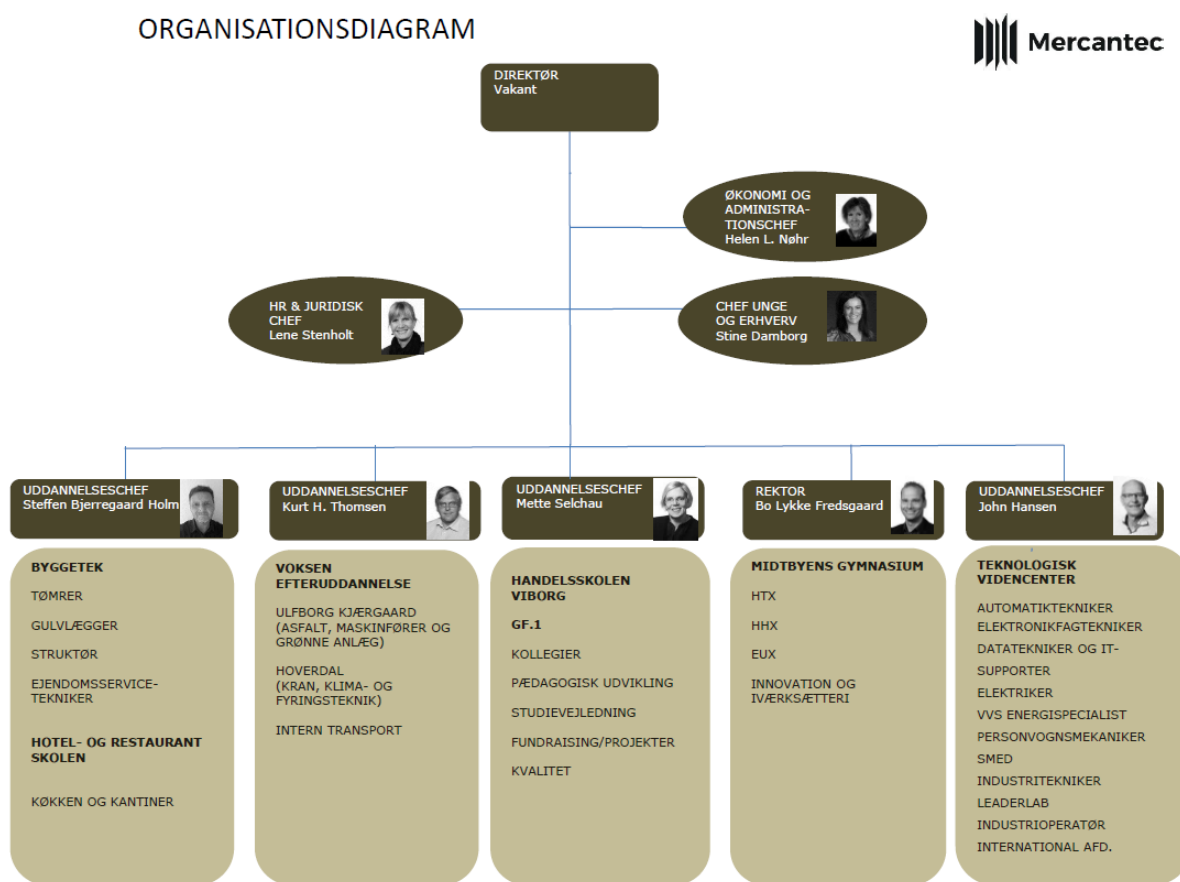 ORGANISATIONSDIAGRAM
Mercantec
DIREKTØR
Vakant
ØKONOMI OG
ADMINISTRA-
TIONSCHEF
Helen L. Nøhr
HR & JURIDISK
CHEF
Lene Stenholt
CHEF UNGE
OG ERHVERV
Stine Damborg
UDDANNELSESCHEF
Steffen Bjerregaard Holm
UDDANNELSESCHEF
Kurt H. Thomsen
UDDANNELSESCHEF
Mette Selchau
REKTOR
Bo Lykke Fredsgaard
UDDANNELSESCHEF
John Hansen
BYGGETEK
TØMRER
GULVLÆGGER
STRUKTØR
EJENDOMSSERVICE-
TEKNIKER
HOTEL- OG RESTAURANT
SKOLEN
KØKKEN OG KANTINER
VOKSEN
EFTERUDDANNELSE
ULFBORG KJÆRGAARD
(ASFALT, MASKINFØRER OG
GRØNNE ANLÆG)
HOVERDAL
(KRAN, KLIMA- OG
FYRINGSTEKNIK)
INTERN TRANSPORT
HANDELSSKOLEN
VIBORG
GF.1
KOLLEGIER
PÆDAGOGISK UDVIKLING
STUDIEVEJLEDNING
FUNDRAISING/PROJEKTER
KVALITET
MIDTBYENS GYMNASIUM
HTX
HHX
EUX
INNOVATION OG
IVÆRKSÆTTERI
TEKNOLOGISK
VIDENCENTER
AUTOMATIKTEKNIKER
ELEKTRONIKFAGTEKNIKER
DATATEKNIKER OG IT-
SUPPORTER
ELEKTRIKER
VVS ENERGISPECIALIST
PERSONVOGNSMEKANIKER
SMED
INDUSTRITEKNIKER
LEADERLAB
INDUSTRIOPERATØR
INTERNATIONAL AFD.